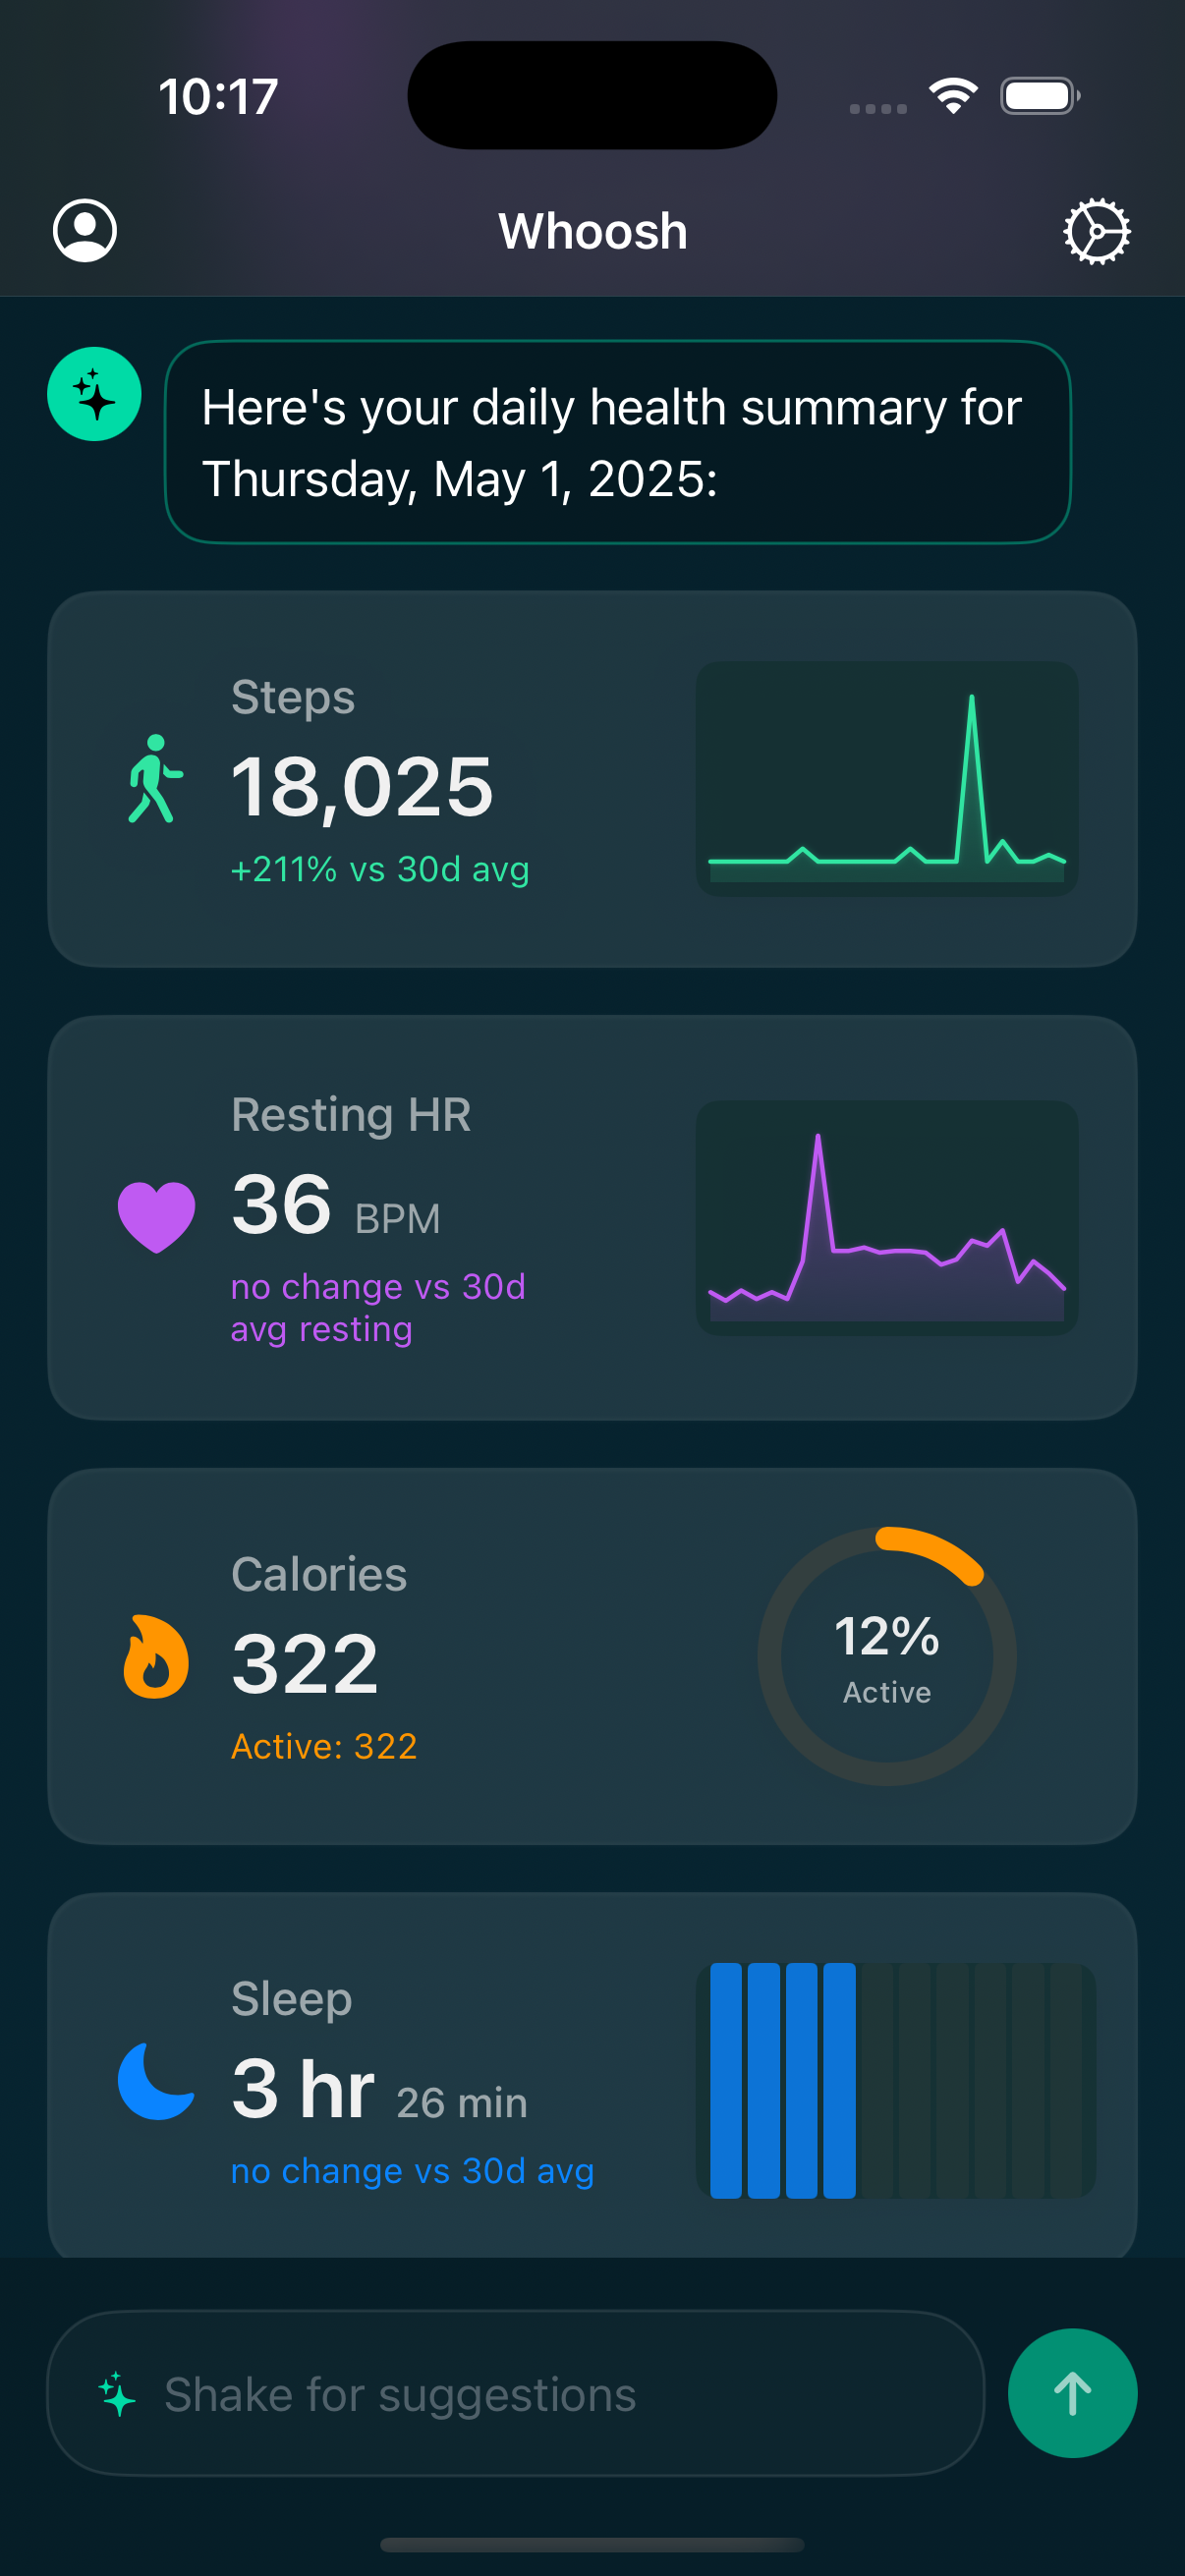 10:17
Whoosh
Here's your daily health summary for
Thursday, May 1, 2025:
Steps
18,025
+211% vs 30d avg
Resting HR
36 BPM
no change vs 30d
avg resting
Calories
322
Active: 322
12%
Active
Sleep
3 hr 26 min
no change vs 30d avg
Shake for suggestions